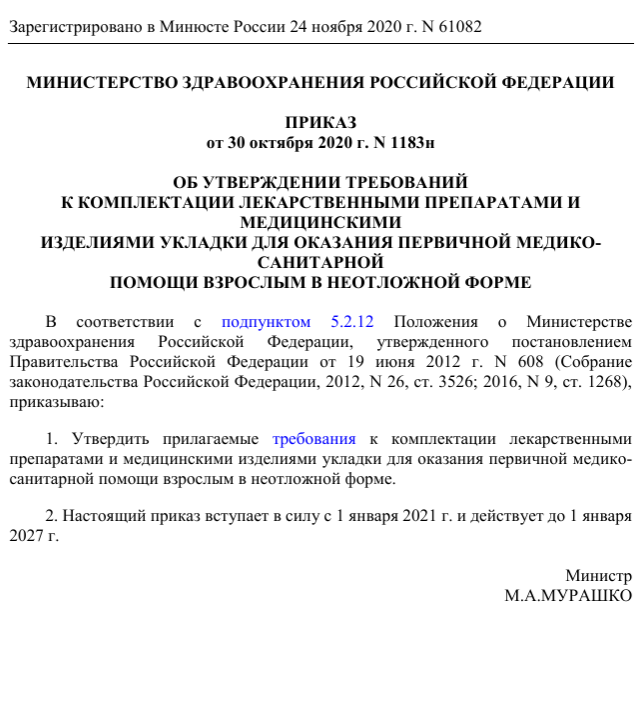 Зарегистрировано в Минюсте России 24 ноября 2020 г. N 61082
МИНИСТЕРСТВО ЗДРАВООХРАНЕНИЯ РОССИЙСКОЙ ФЕДЕРАЦИИ
ПРИКАЗ
от 30 октября 2020 г. N 1183н
ОБ УТВЕРЖДЕНИИ ТРЕБОВАНИЙ
К КОМПЛЕКТАЦИИ ЛЕКАРСТВЕННЫМИ ПРЕПАРАТАМИ И
МЕДИЦИНСКИМИ
ИЗДЕЛИЯМИ УКЛАДКИ ДЛЯ ОКАЗАНИЯ ПЕРВИЧНОЙ МЕДИКО-
САНИТАРНОЙ
ПОМОЩИ ВЗРОСЛЫМ В НЕОТЛОЖНОЙ ФОРМЕ
В соответствии с подпунктом 5.2.12 Положения о Министерстве
здравоохранения Российской Федерации, утвержденного постановлением
Правительства Российской Федерации от 19 июня 2012 г. N 608 (Собрание
законодательства Российской Федерации, 2012, N 26, ст. 3526; 2016, N 9, ст. 1268),
приказываю:
1. Утвердить прилагаемые требования к комплектации лекарственными
препаратами и медицинскими изделиями укладки для оказания первичной медико-
санитарной помощи взрослым в неотложной форме.
2. Настоящий приказ вступает в силу с 1 января 2021 г. и действует до 1 января
2027 г.
Министр
М.А.МУРАШКО